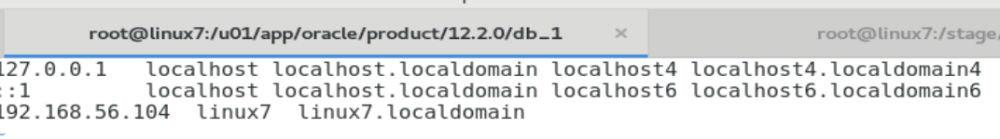 root@linux7:/u01/app/oracle/product/12.2.0/db_1 × root@linux7:/stage/
127.0.0.1 localhost localhost.localdomain localhost4 localhost4.localdomain4
::1 localhost localhost.localdomain localhost6 localhost6.localdomain6
192.168.56.104 linux7 linux7.localdomain
~